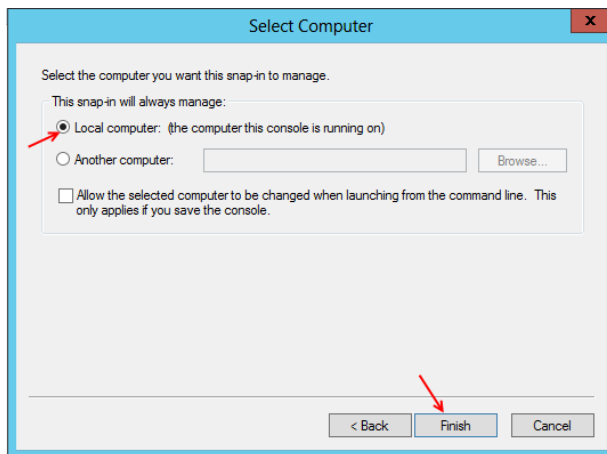 Select Computer
x
Select the computer you want this snap-in to manage.
This snap-in will always manage:
Local computer: (the computer this console is running on)
Another computer:
Browse...
Allow the selected computer to be changed when launching from the command line. This
only applies if you save the console.
< Back
Finish
Cancel